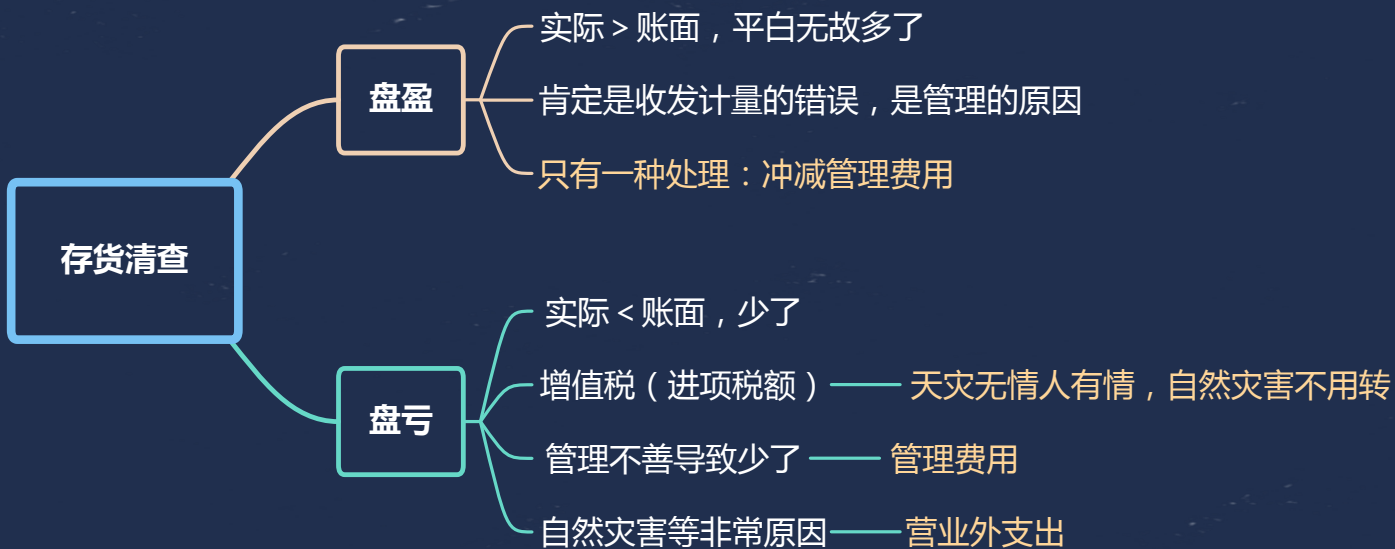 存货清查
盘盈
实际＞账面，平白无故多了
肯定是收发计量的错误，是管理的原因
只有一种处理：冲减管理费用
盘亏
实际＜账面，少了
增值税（进项税额） 天灾无情人有情，自然灾害不用转
管理不善导致少了 管理费用
自然灾害等非常原因 营业外支出